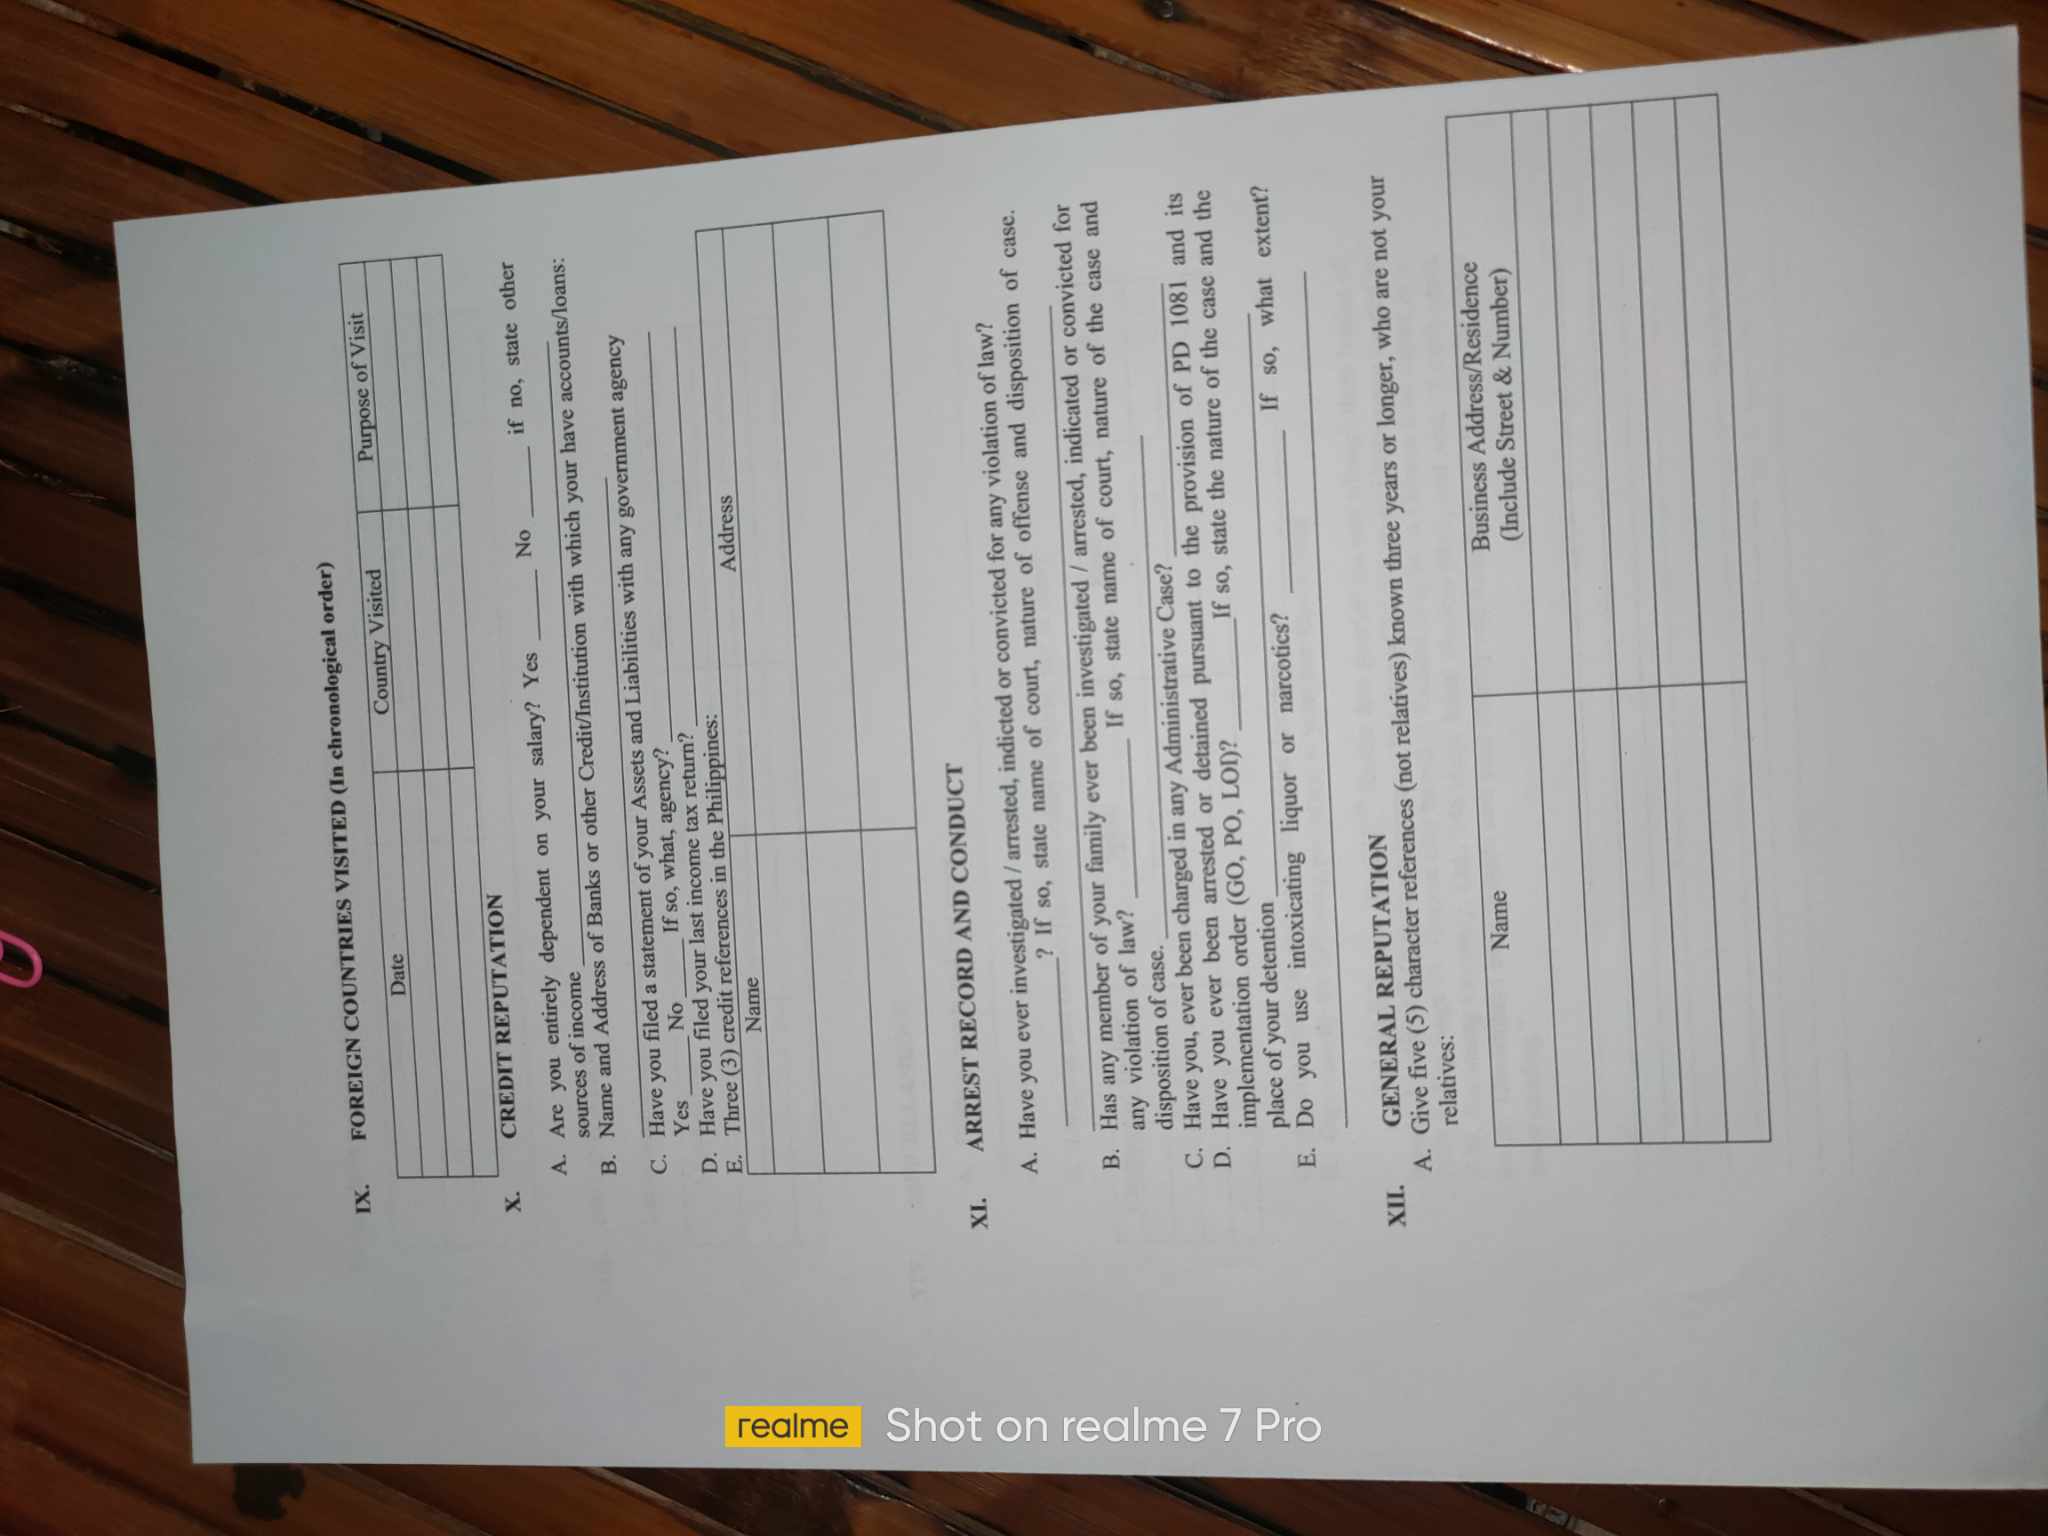 IX. FOREIGN COUNTRIES VISITED (In chronological order)
Date Country Visited Purpose of Visit
X. CREDIT REPUTATION
A. Are you entirely dependent on your salary? Yes ____ No ____ if no, state other
sources of income ____
B. Name and Address of Banks or other Credit/Institution with which your have accounts/loans:
____
C. Have you filed a statement of your Assets and Liabilities with any government agency
Yes ____ No ____ If so, what, agency? ____
D. Have you filed your last income tax return? ____
E. Three (3) credit references in the Philippines:
Name Address
XI. ARREST RECORD AND CONDUCT
A. Have you ever investigated / arrested, indicted or convicted for any violation of law?
____? If so, state name of court, nature of offense and disposition of case.
____
B. Has any member of your family ever been investigated / arrested, indicated or convicted for
any violation of law? ____ If so, state name of court, nature of the case and
disposition of case. ____
C. Have you, ever been charged in any Administrative Case? ____
D. Have you ever been arrested or detained pursuant to the provision of PD 1081 and its
implementation order (GO, PO, LOI)? ____ If so, state the nature of the case and the
place of your detention ____
E. Do you use intoxicating liquor or narcotics? ____ If so, what extent?
____
XII. GENERAL REPUTATION
A. Give five (5) character references (not relatives) known three years or longer, who are not your
relatives:
Name Business Address/Residence
(Include Street & Number)
realme Shot on realme 7 Pro